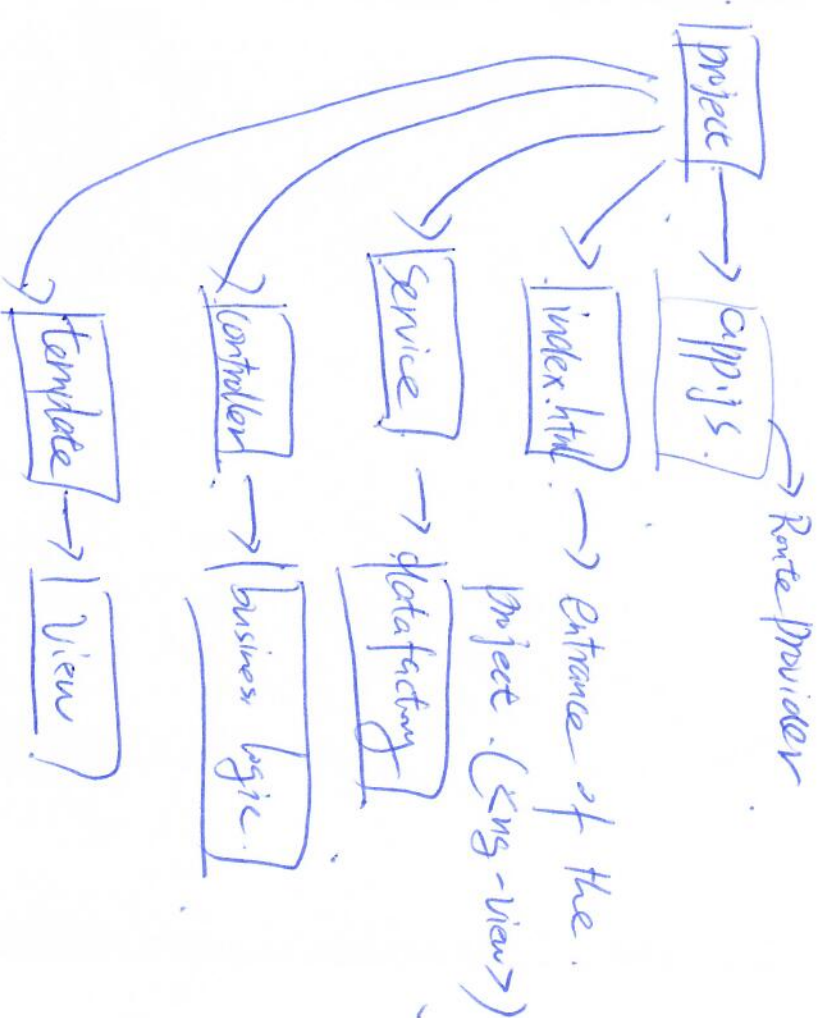 project
app.js.
Route Provider
index.html
entrance of the.
project. (<ng-view>)
service
datafactory
controller
business logic.
template
View